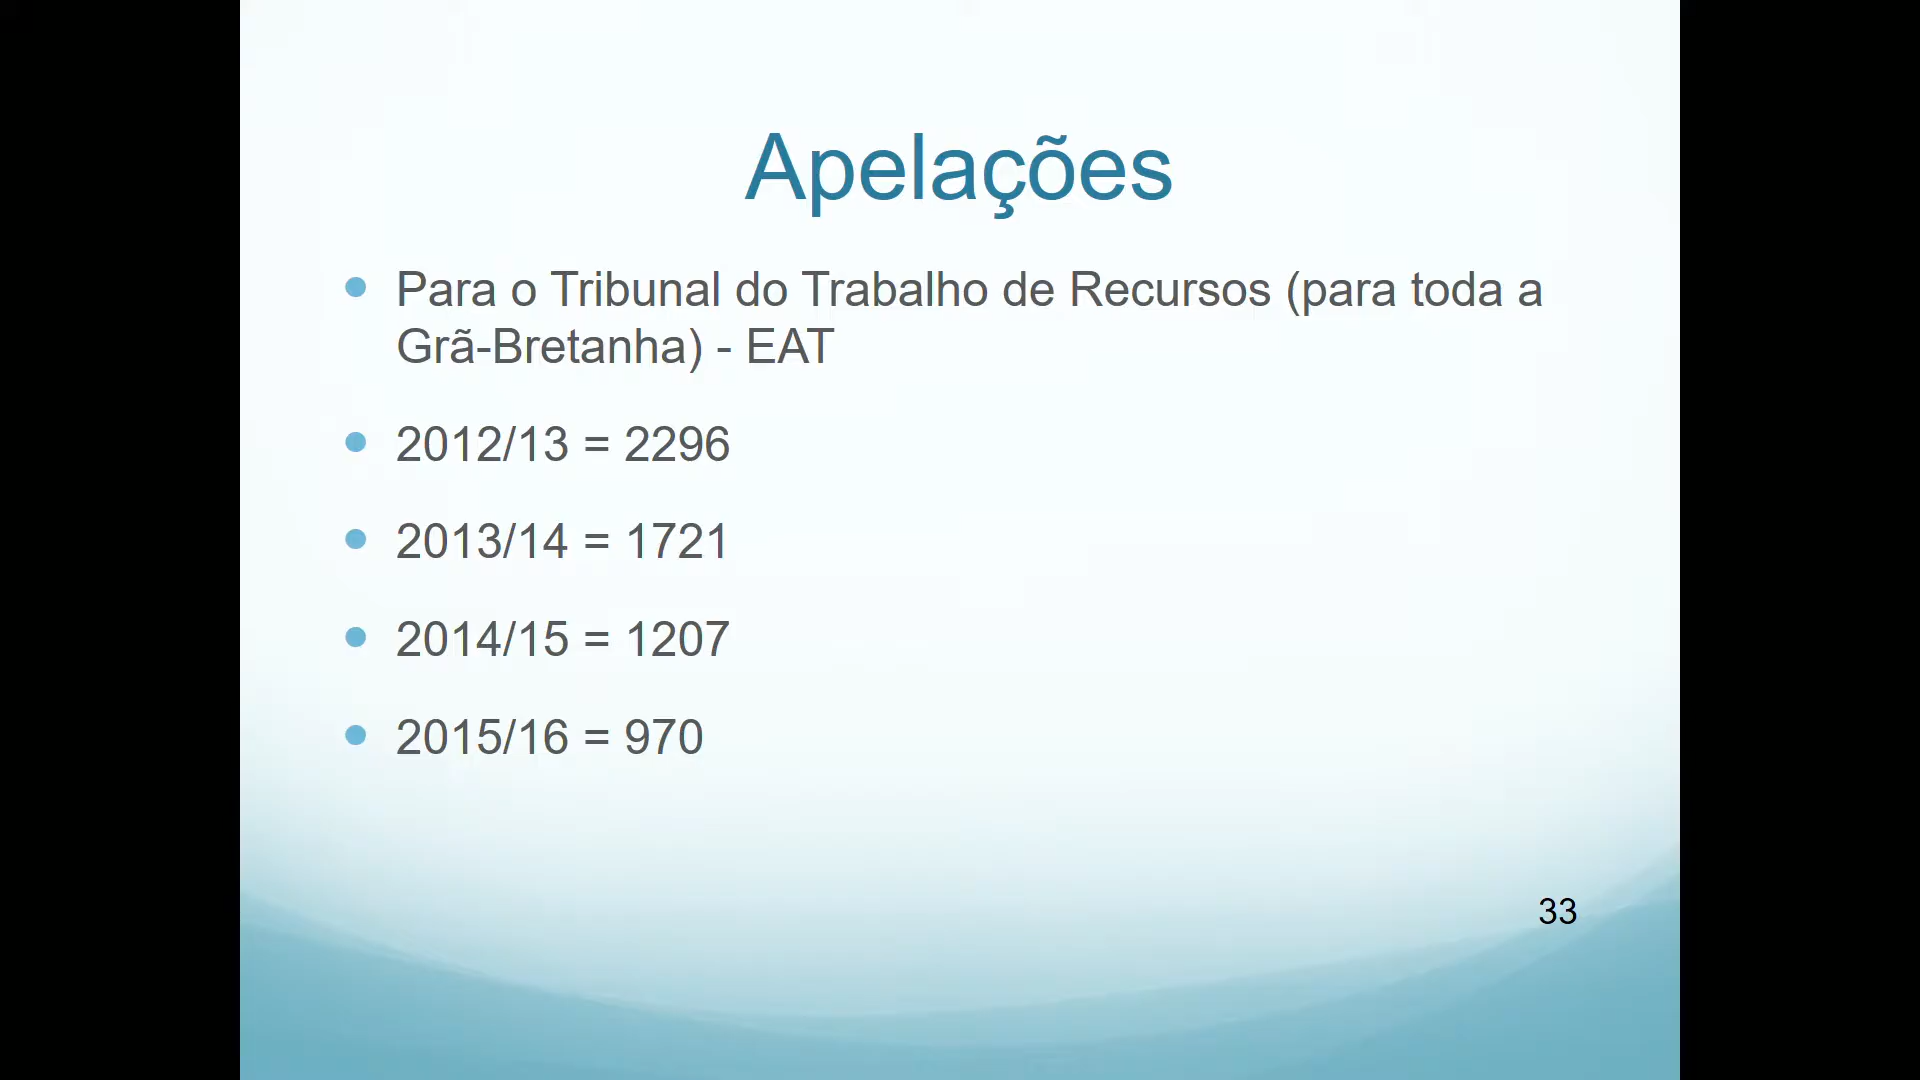 Apelações
Para o Tribunal do Trabalho de Recursos (para toda a
Grã-Bretanha) - EAT
2012/13 = 2296
2013/14 = 1721
2014/15 = 1207
2015/16 = 970
33